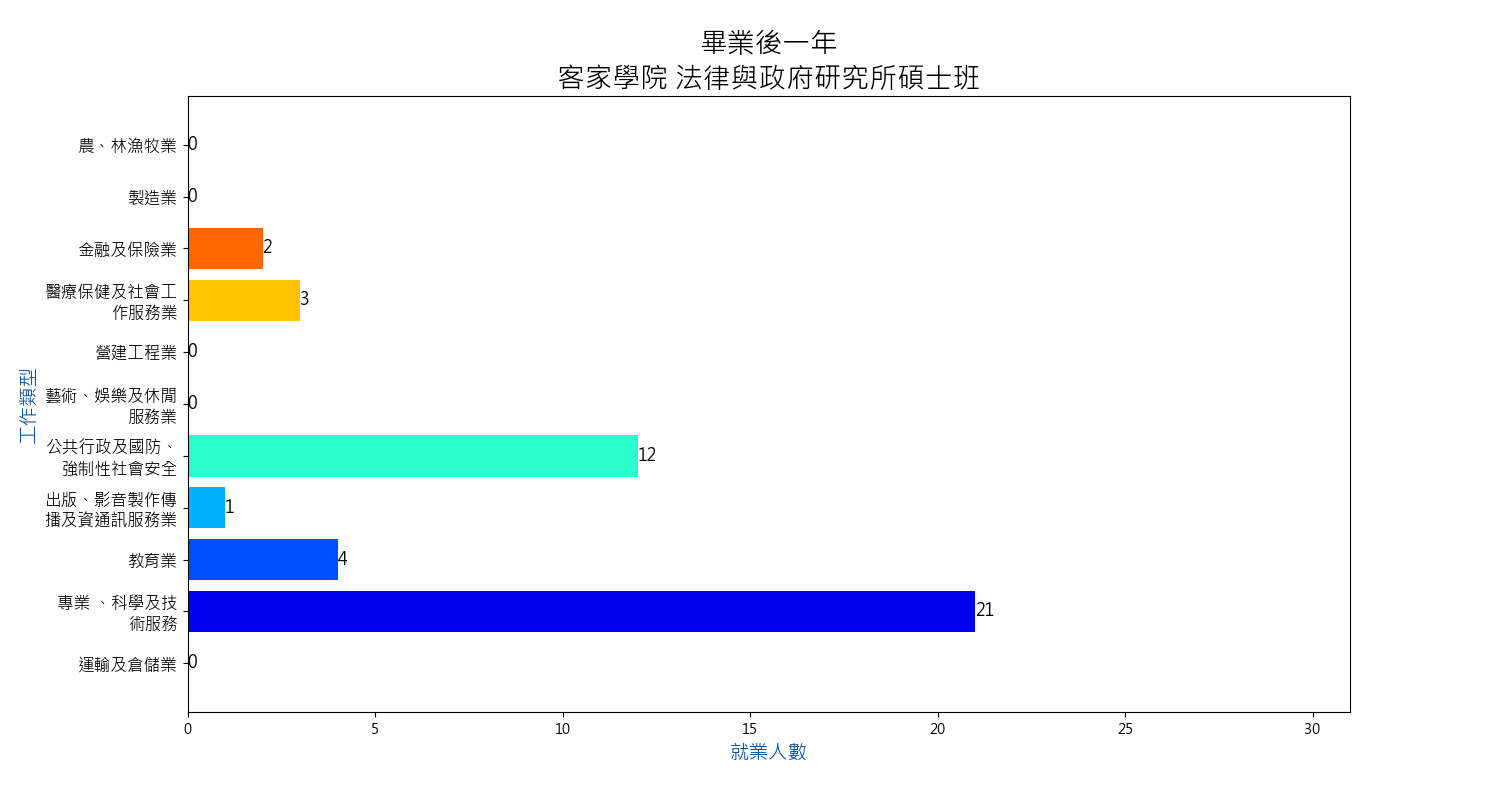 畢業後一年
客家學院 法律與政府研究所碩士班
農、林漁牧業
0
製造業
0
金融及保險業
2
醫療保健及社會工
作服務業
3
營建工程業
0
藝術、娛樂及休閒
服務業
0
公共行政及國防、
強制性社會安全
12
出版、影音製作傳
播及資通訊服務業
1
教育業
4
專業 、科學及技
術服務
21
運輸及倉儲業
0
工作類型
0 5 10 15 20 25 30
就業人數